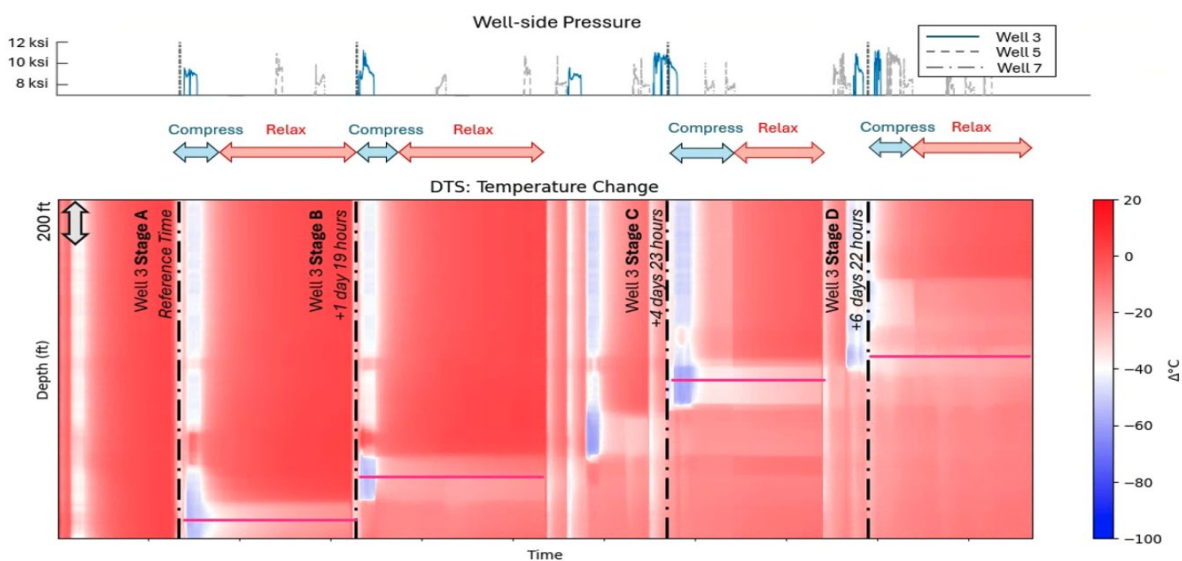 Well-side Pressure
12 ksi
10 ksi
8 ksi
Well 3
Well 5
Well 7
Compress Relax Compress Relax Compress Relax Compress Relax
DTS: Temperature Change
200 ft
Depth (ft)
Well 3 Stage A
Reference Time
Well 3 Stage B
+1 day 19 hours
Well 3 Stage C
+4 days 23 hours
Well 3 Stage D
+6 days 22 hours
Time
20
0
−20
−40
−60
−80
−100
Δ°C